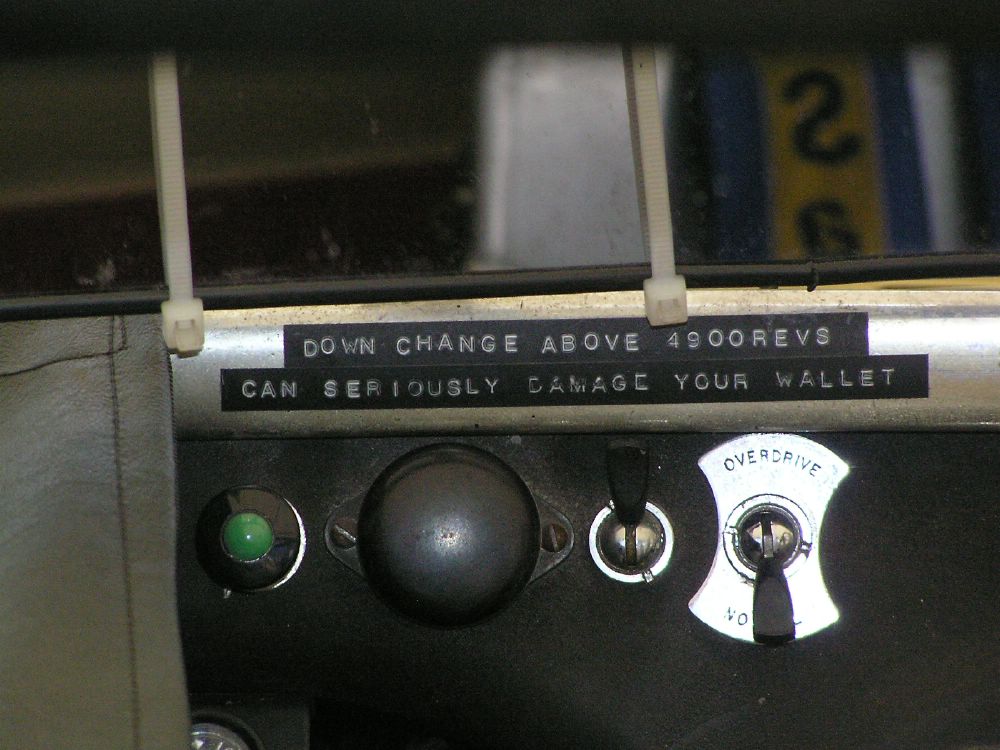 DOWN CHANGE ABOVE 4900REVS
CAN SERIOUSLY DAMAGE YOUR WALLET
OVERDRIVE